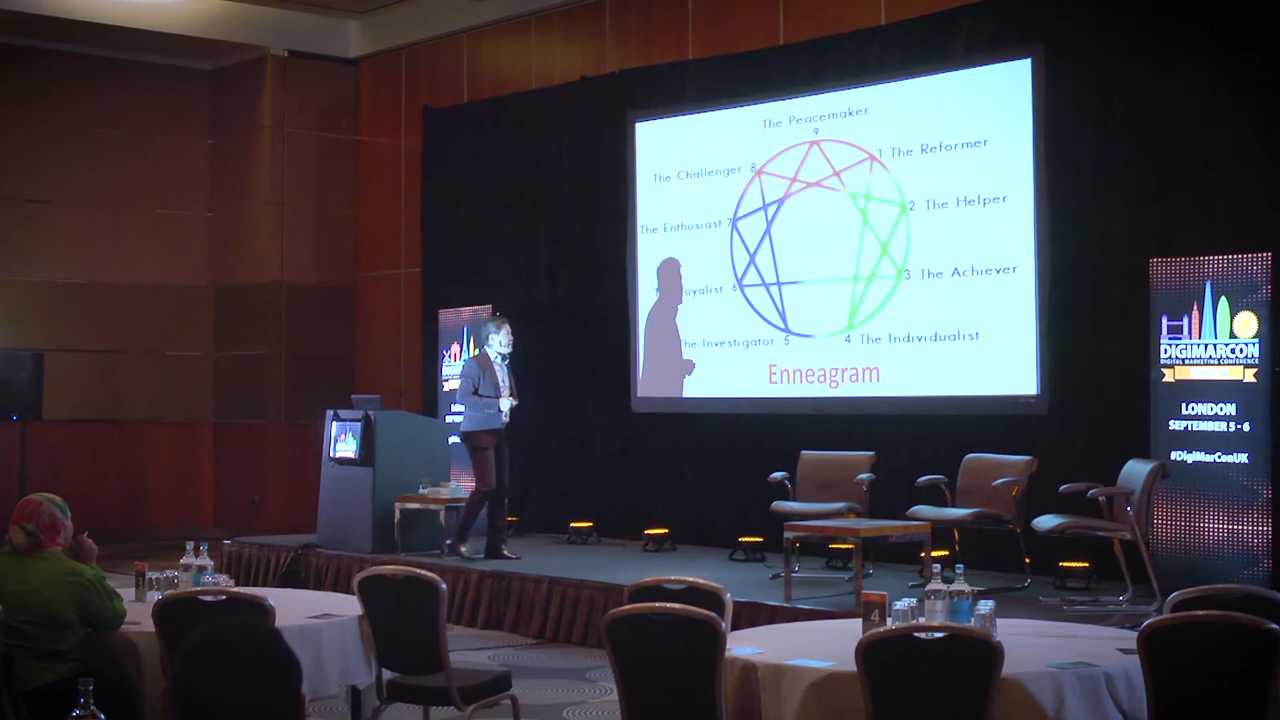 The Peacemaker
9
1 The Reformer
The Challenger 8
2 The Helper
The Enthusiast 7
3 The Achiever
oyalist 6
4 The Individualist
The Investigator 5
Enneagram
DIGIMARCON
DIGITAL MARKETING CONFERENCE
LONDON
SEPTEMBER 5 - 6
#DigiMarConUK
4